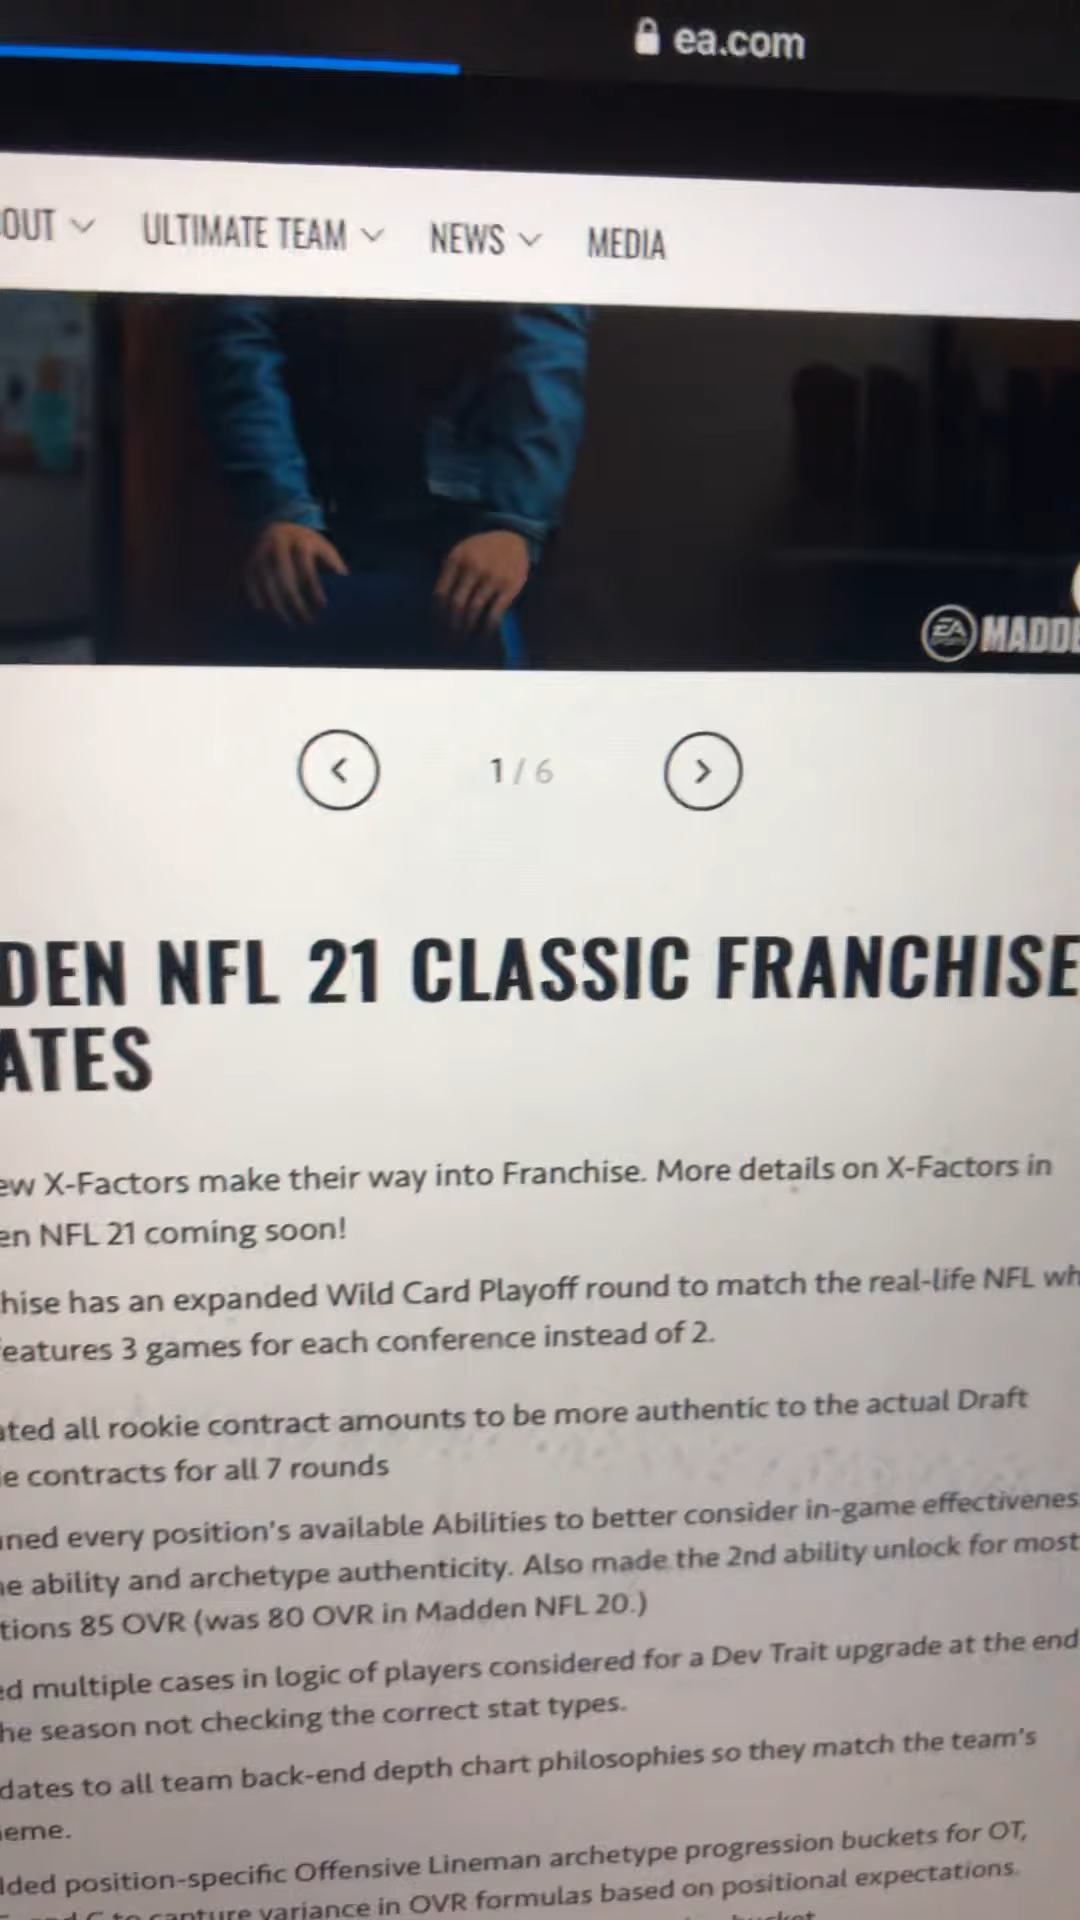 ea.com
OUT ULTIMATE TEAM NEWS MEDIA
EA SPORTS MADDE
1 / 6
DEN NFL 21 CLASSIC FRANCHISE
ATES
ew X-Factors make their way into Franchise. More details on X-Factors in
en NFL 21 coming soon!
hise has an expanded Wild Card Playoff round to match the real-life NFL wh
eatures 3 games for each conference instead of 2.
ated all rookie contract amounts to be more authentic to the actual Draft
ie contracts for all 7 rounds
ned every position's available Abilities to better consider in-game effectivenes
e ability and archetype authenticity. Also made the 2nd ability unlock for most
tions 85 OVR (was 80 OVR in Madden NFL 20.)
ed multiple cases in logic of players considered for a Dev Trait upgrade at the end
he season not checking the correct stat types.
dates to all team back-end depth chart philosophies so they match the team's
eme.
dded position-specific Offensive Lineman archetype progression buckets for OT,
and C to capture variance in OVR formulas based on positional expectations.
bucket